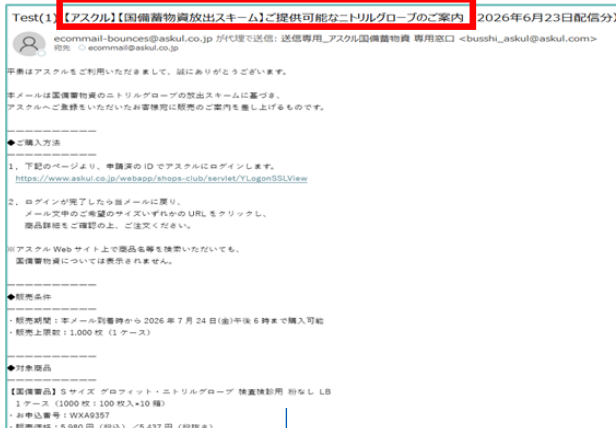 Test(1)【アスクル】【国備蓄物資放出スキーム】ご提供可能なニトリルグローブのご案内 (2026年6月23日配信分)
ecommail-bounces@askul.co.jp が代理で送信: 送信専用_アスクル国備蓄物資 専用窓口 <busshi_askul@askul.com>
宛先 ○ ecommail@askul.co.jp
平素はアスクルをご利用いただきまして、誠にありがとうございます。
本メールは国備蓄物資のニトリルグローブの放出スキームに基づき、
アスクルへご登録をいただいたお客様宛に販売のご案内を差し上げるものです。
――――――――――
◆ご購入方法
――――――――――
1. 下記のページより、申請済の ID でアスクルにログインします。
https://www.askul.co.jp/webapp/shops-club/servlet/YLogonSSLView
2. ログインが完了したら当メールに戻り、
メール文中のご希望のサイズいずれかの URL をクリックし、
商品詳細をご確認の上、ご注文ください。
※アスクル Web サイト上で商品名等を検索いただいても、
国備蓄物資については表示されません。
――――――――――
◆販売条件
――――――――――
・販売期間：本メール到着時から 2026 年 7 月 24 日(金)午後 6 時まで購入可能
・販売上限数：1,000 枚（1 ケース）
――――――――――
◆対象商品
――――――――――
【国備蓄品】S サイズ グロフィット・ニトリルグローブ 検査検診用 粉なし LB
1 ケース（1000 枚：100 枚入×10 箱）
・お申込番号：WXA9357
・販売価格：5,980 円（税込）／5,437 円（税抜き）